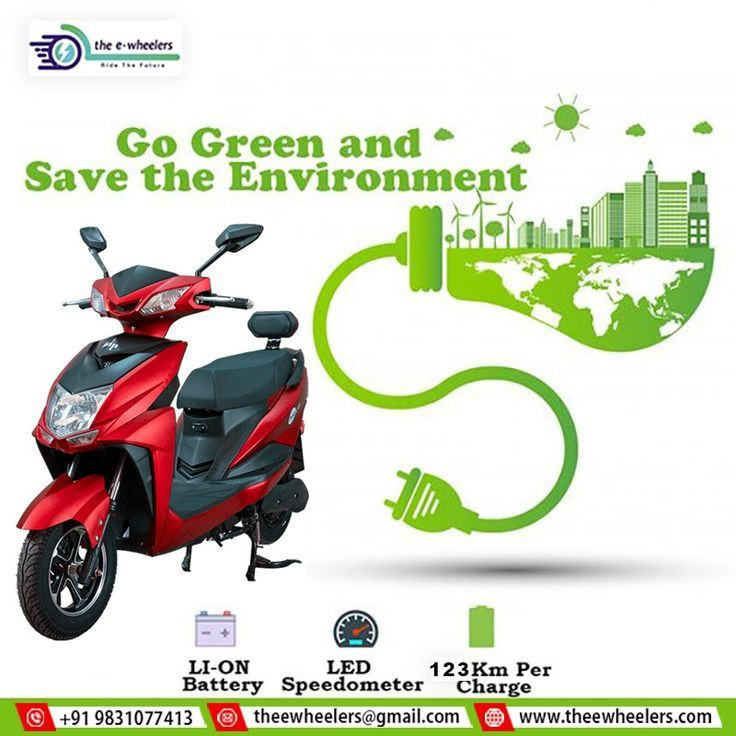 the e-wheelers
Ride The Future
Go Green and
Save the Environment
LI-ON
Battery
LED
Speedometer
123Km Per
Charge
+91 9831077413
theewheelers@gmail.com
www.theewheelers.com